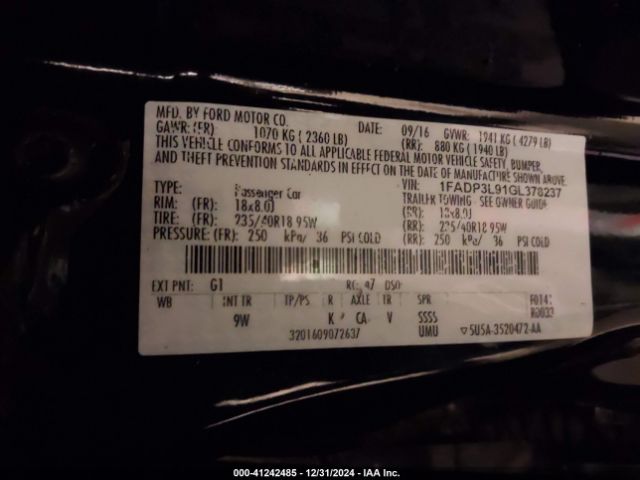 MFD. BY FORD MOTOR CO.
DATE: 09/16 GVWR: 1941 KG ( 4279 LB)
GAWR: (FR) 1070 KG ( 2360 LB) (RR): 880 KG ( 1940 LB)
THIS VEHICLE CONFORMS TO ALL APPLICABLE FEDERAL MOTOR VEHICLE SAFETY, BUMPER,
AND THEFT PREVENTION STANDARDS IN EFFECT ON THE DATE OF MANUFACTURE SHOWN ABOVE.
VIN: 1FADP3L91GL378237
TYPE: Passenger Car TRAILER TOWING - SEE OWNER GUIDE
RIM: (FR): 18x8.0J (RR): 18x8.0J
TIRE: 235/40R18 95W 235/40R18 95W
PRESSURE: (FR): 250 kPa/ 36 PSI COLD (RR): 250 kPa/ 36 PSI COLD
EXT PNT: G1 RC: 47 DSO:
WB INT TR TP/PS R AXLE TR SPR
9W K CA V SSSS
3201609072637 UMU 5U5A-3520472-AA
000-41242485 - 12/31/2024 - IAA Inc.